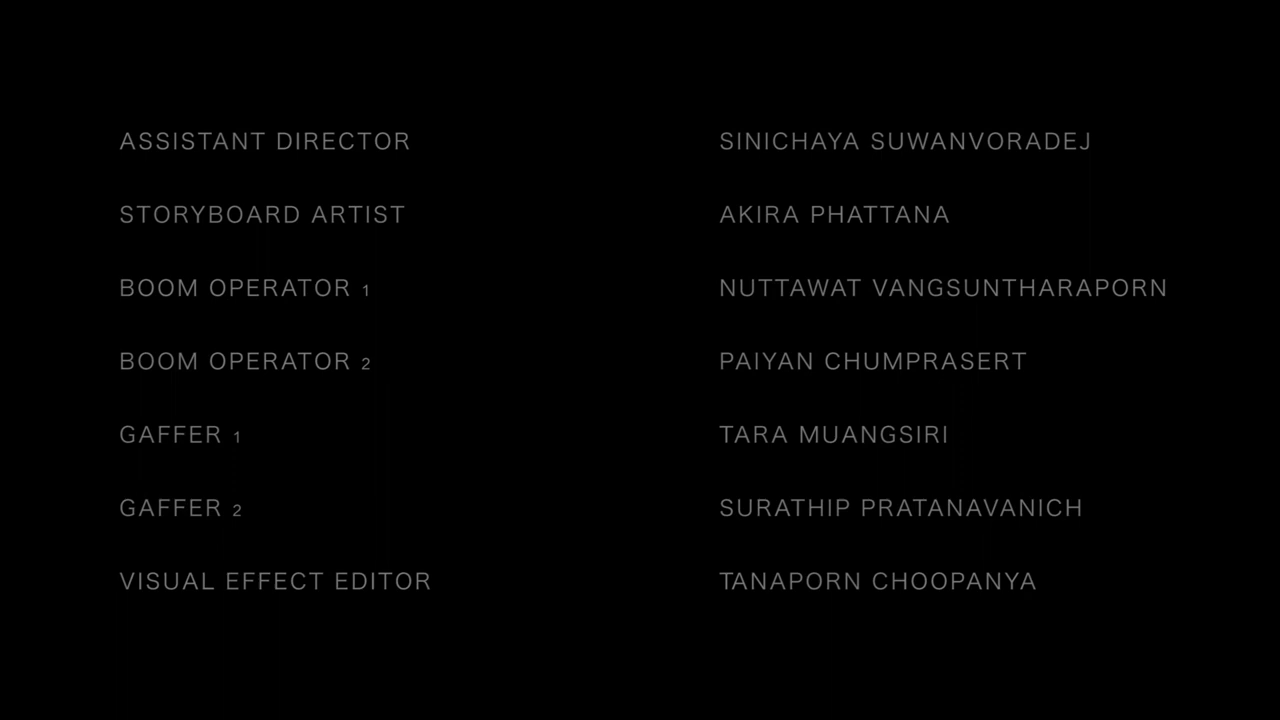 ASSISTANT DIRECTOR SINICHAYA SUWANVORADEJ
STORYBOARD ARTIST AKIRA PHATTANA
BOOM OPERATOR 1 NUTTAWAT VANGSUNTHARAPORN
BOOM OPERATOR 2 PAIYAN CHUMPRASERT
GAFFER 1 TARA MUANGSIRI
GAFFER 2 SURATHIP PRATANAVANICH
VISUAL EFFECT EDITOR TANAPORN CHOOPANYA